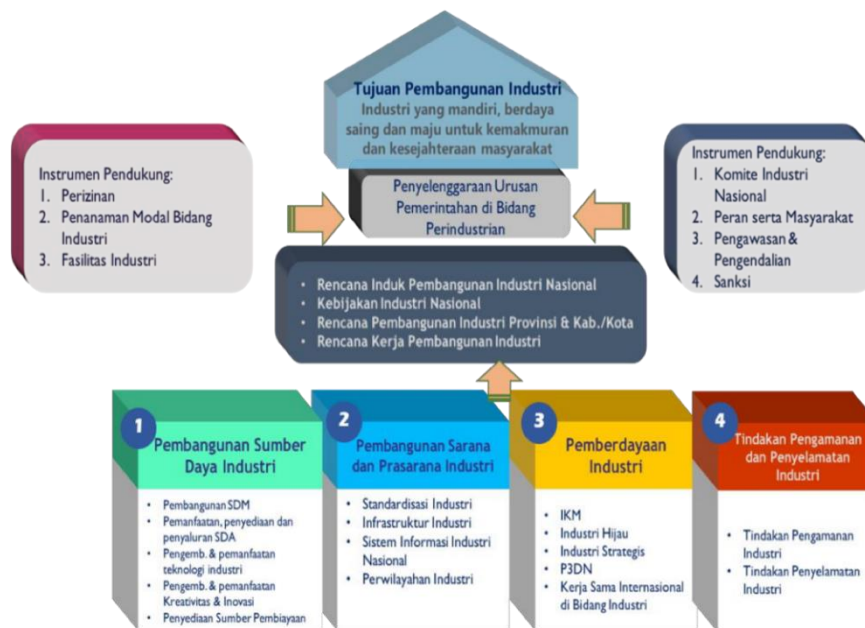 Tujuan Pembangunan Industri
Industri yang mandiri, berdaya
saing dan maju untuk kemakmuran
dan kesejahteraan masyarakat
Instrumen Pendukung:
1. Perizinan
2. Penanaman Modal Bidang
Industri
3. Fasilitas Industri
Penyelenggaraan Urusan
Pemerintahan di Bidang
Perindustrian
Instrumen Pendukung:
1. Komite Industri
Nasional
2. Peran serta Masyarakat
3. Pengawasan &
Pengendalian
4. Sanksi
• Rencana Induk Pembangunan Industri Nasional
• Kebijakan Industri Nasional
• Rencana Pembangunan Industri Provinsi & Kab./Kota
• Rencana Kerja Pembangunan Industri
1
Pembangunan Sumber
Daya Industri
• Pembangunan SDM
• Pemanfaatan, penyediaan dan
penyaluran SDA
• Pengemb. & pemanfaatan
teknologi industri
• Pengemb. & pemanfaatan
Kreativitas & Inovasi
• Penyediaan Sumber Pembiayaan
2
Pembangunan Sarana
dan Prasarana Industri
• Standardisasi Industri
• Infrastruktur Industri
• Sistem Informasi Industri
Nasional
• Perwilayahan Industri
3
Pemberdayaan
Industri
• IKM
• Industri Hijau
• Industri Strategis
• P3DN
• Kerja Sama Internasional
di Bidang Industri
4
Tindakan Pengamanan
dan Penyelamatan
Industri
• Tindakan Pengamanan
Industri
• Tindakan Penyelamatan
Industri